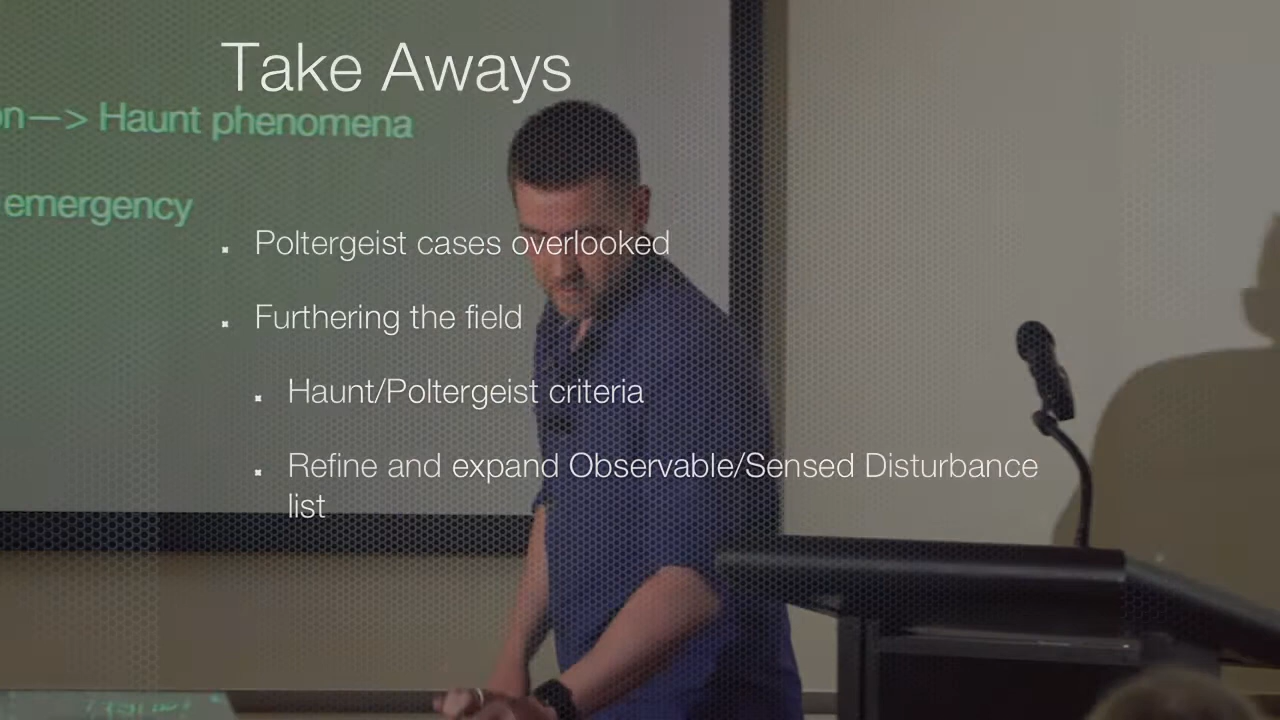 Take Aways
on—> Haunt phenomena
emergency
Poltergeist cases overlooked
Furthering the field
Haunt/Poltergeist criteria
Refine and expand Observable/Sensed Disturbance
list